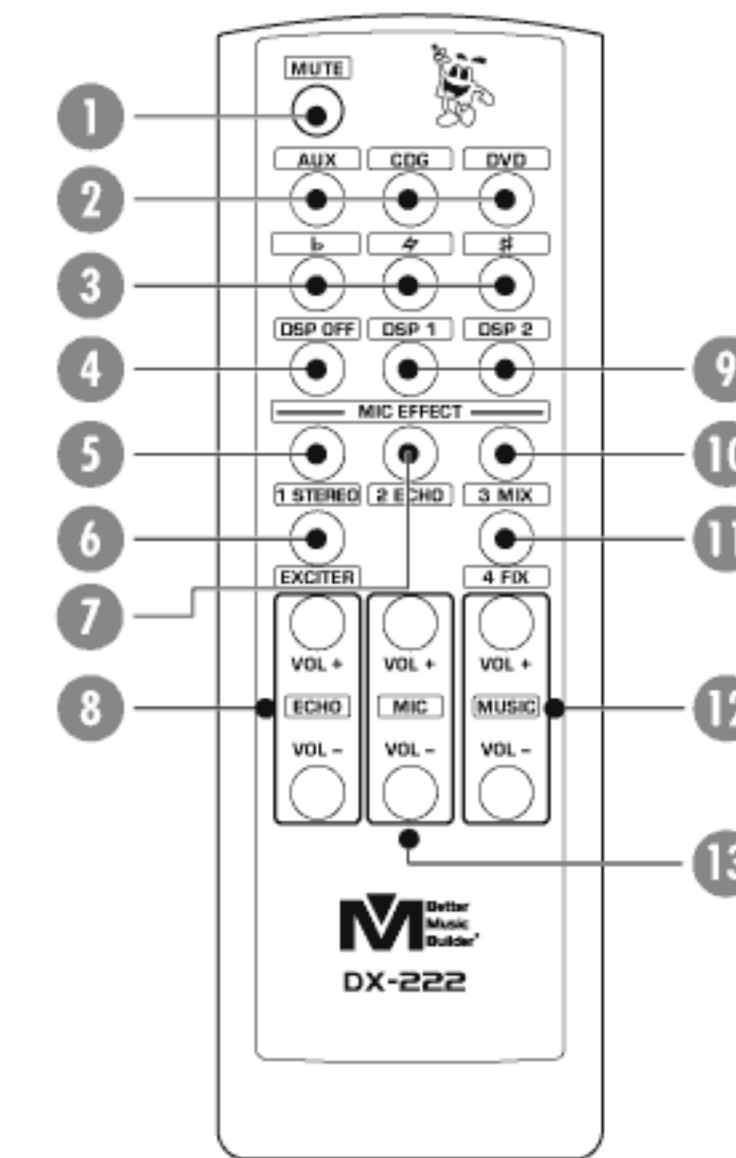 MUTE
1
AUX CDG DVD
2
♭ ♮ ♯
3
DSP OFF DSP 1 DSP 2
4 9
MIC EFFECT
5 10
1 STEREO 2 ECHO 3 MIX
6 11
EXCITER 4 FIX
7
VOL + VOL + VOL +
8 ECHO MIC MUSIC 12
VOL – VOL – VOL –
13
M Better
Music
Builder
DX-222